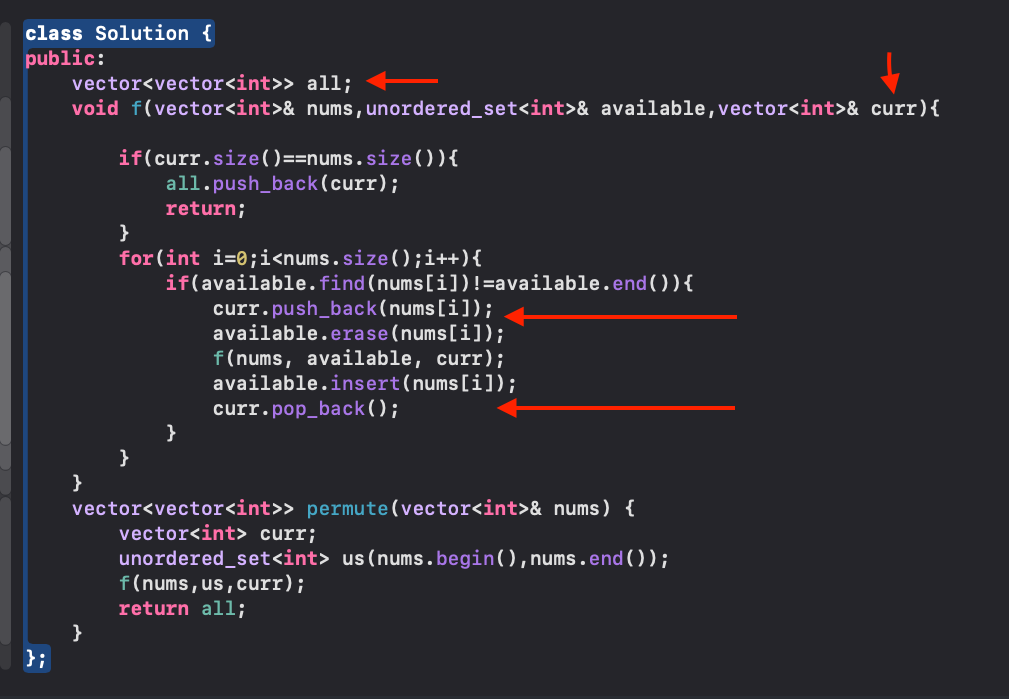 class Solution {
public:
    vector<vector<int>> all;
    void f(vector<int>& nums,unordered_set<int>& available,vector<int>& curr){
        if(curr.size()==nums.size()){
            all.push_back(curr);
            return;
        }
        for(int i=0;i<nums.size();i++){
            if(available.find(nums[i])!=available.end()){
                curr.push_back(nums[i]);
                available.erase(nums[i]);
                f(nums, available, curr);
                available.insert(nums[i]);
                curr.pop_back();
            }
        }
    }
    vector<vector<int>> permute(vector<int>& nums) {
        vector<int> curr;
        unordered_set<int> us(nums.begin(),nums.end());
        f(nums,us,curr);
        return all;
    }
};